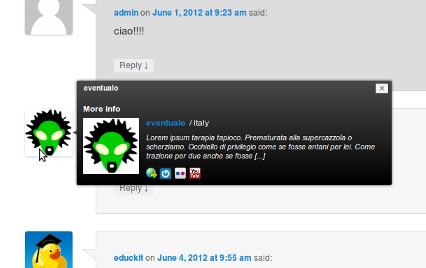 admin on June 1, 2012 at 9:23 am said:
ciao!!!!
Reply ↓
eventualo
More Info
eventualo / Italy
Lorem ipsum tarapia tapioco. Prematurata alla supercazzola o
scherziamo. Occhiello di privilegio come se fosse antani per lei. Come
trazione per due anche se fosse [...]
You
Tube
Reply ↓
educkit on June 4, 2012 at 9:55 am said: